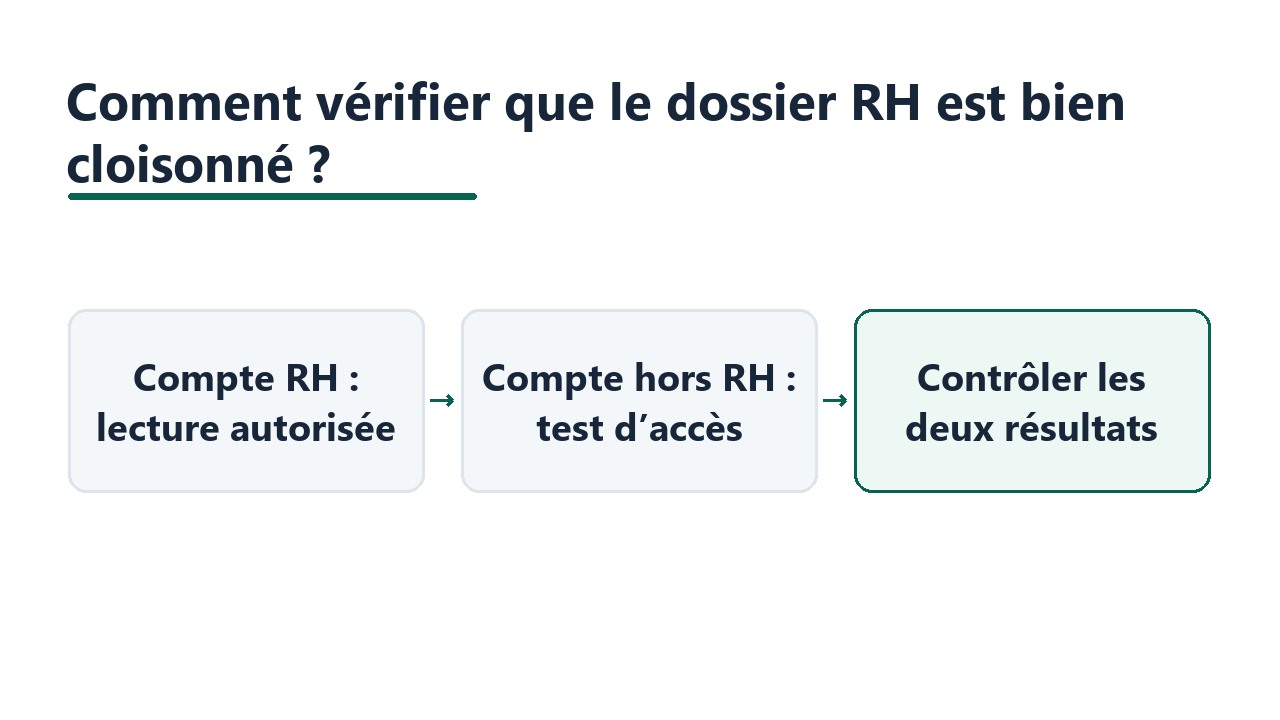 Comment vérifier que le dossier RH est bien
cloisonné ?
Compte RH :
lecture autorisée
→
Compte hors RH :
test d’accès
→
Contrôler les
deux résultats